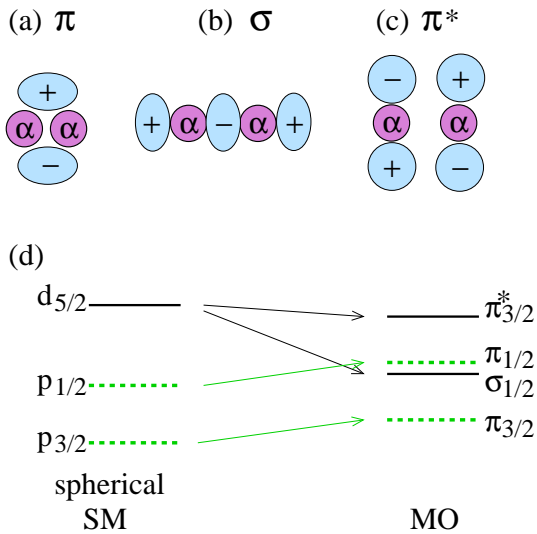 (a) π (b) σ (c) π*
+ − +
α α + α − α + α α
− + −
(d)
d5/2 π*3/2
π1/2
p1/2 σ1/2
p3/2 π3/2
spherical
SM MO